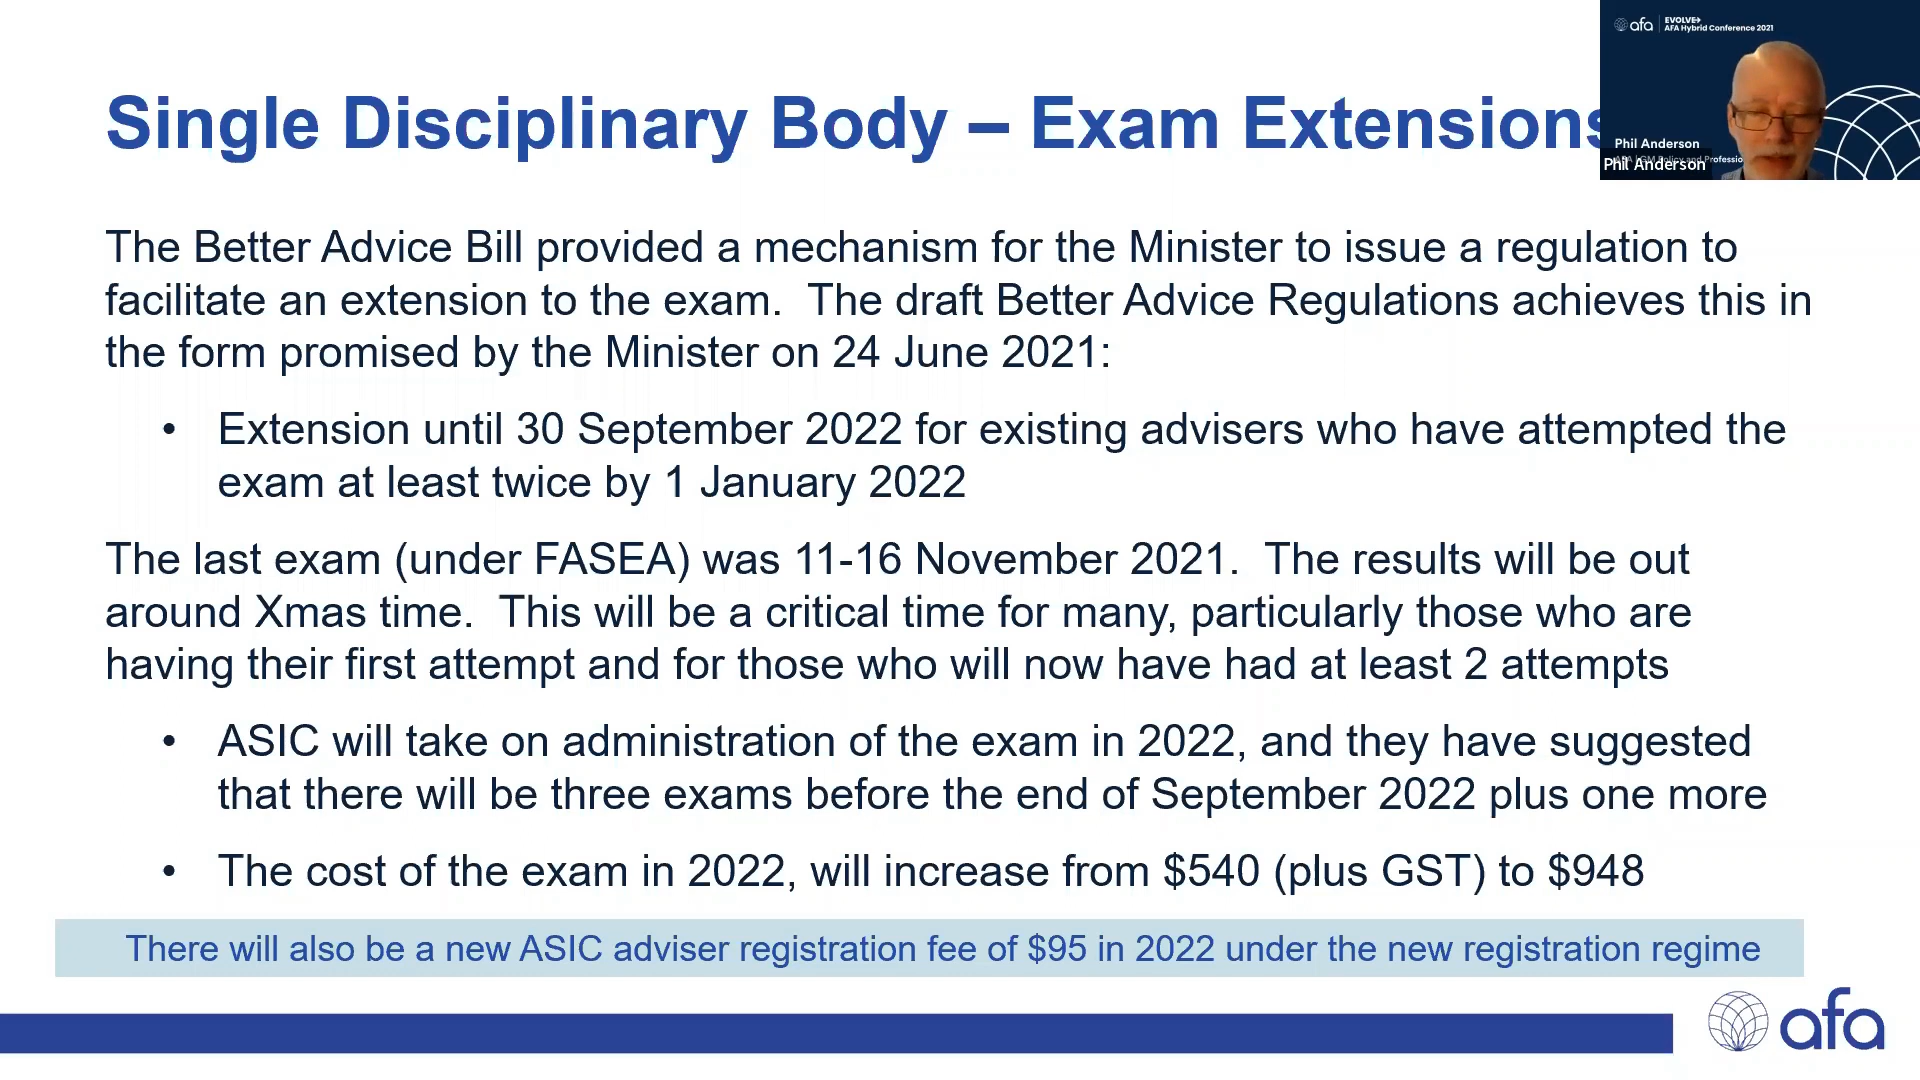 afa
EVOLVE
AFA Hybrid Conference 2021
Single Disciplinary Body – Exam Extensions
Phil Anderson
GM Policy and Professio
Phil Anderson
The Better Advice Bill provided a mechanism for the Minister to issue a regulation to
facilitate an extension to the exam.  The draft Better Advice Regulations achieves this in
the form promised by the Minister on 24 June 2021:
• Extension until 30 September 2022 for existing advisers who have attempted the
exam at least twice by 1 January 2022
The last exam (under FASEA) was 11-16 November 2021.  The results will be out
around Xmas time.  This will be a critical time for many, particularly those who are
having their first attempt and for those who will now have had at least 2 attempts
• ASIC will take on administration of the exam in 2022, and they have suggested
that there will be three exams before the end of September 2022 plus one more
• The cost of the exam in 2022, will increase from $540 (plus GST) to $948
There will also be a new ASIC adviser registration fee of $95 in 2022 under the new registration regime
afa